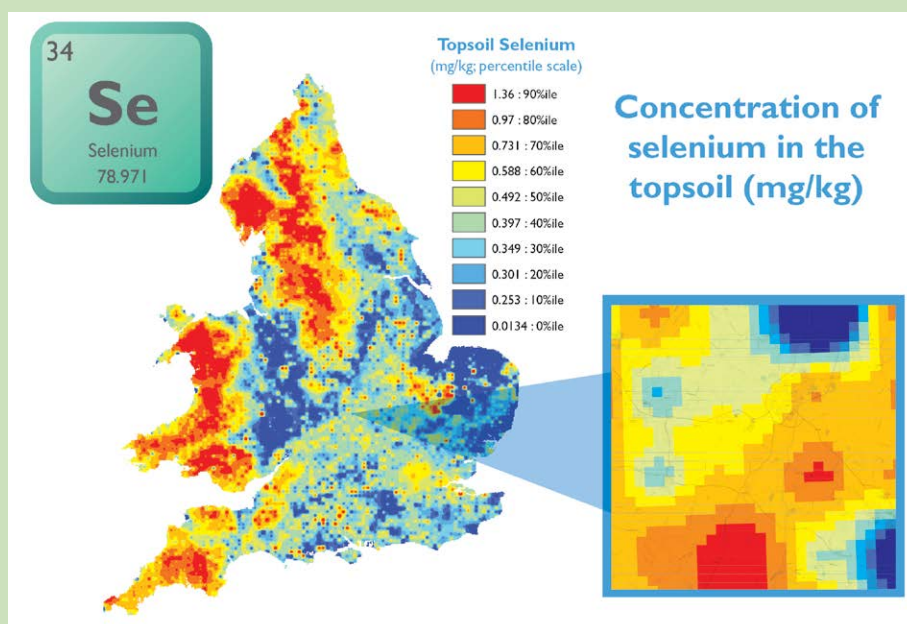 34
Se
Selenium
78.971
Topsoil Selenium
(mg/kg; percentile scale)
1.36 : 90%ile
0.97 : 80%ile
0.731 : 70%ile
0.588 : 60%ile
0.492 : 50%ile
0.397 : 40%ile
0.349 : 30%ile
0.301 : 20%ile
0.253 : 10%ile
0.0134 : 0%ile
Concentration of
selenium in the
topsoil (mg/kg)